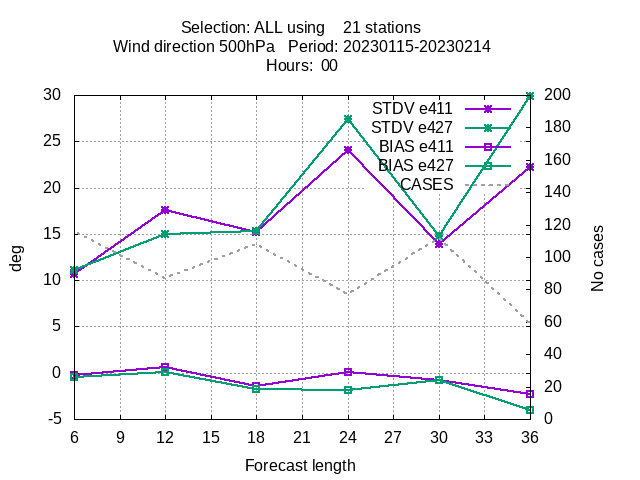 Selection: ALL using    21 stations
Wind direction 500hPa   Period: 20230115-20230214
Hours:  00
STDV e411
STDV e427
BIAS e411
BIAS e427
CASES
30
25
20
15
10
5
0
-5
deg
200
180
160
140
120
100
80
60
40
20
0
No cases
6 9 12 15 18 21 24 27 30 33 36
Forecast length